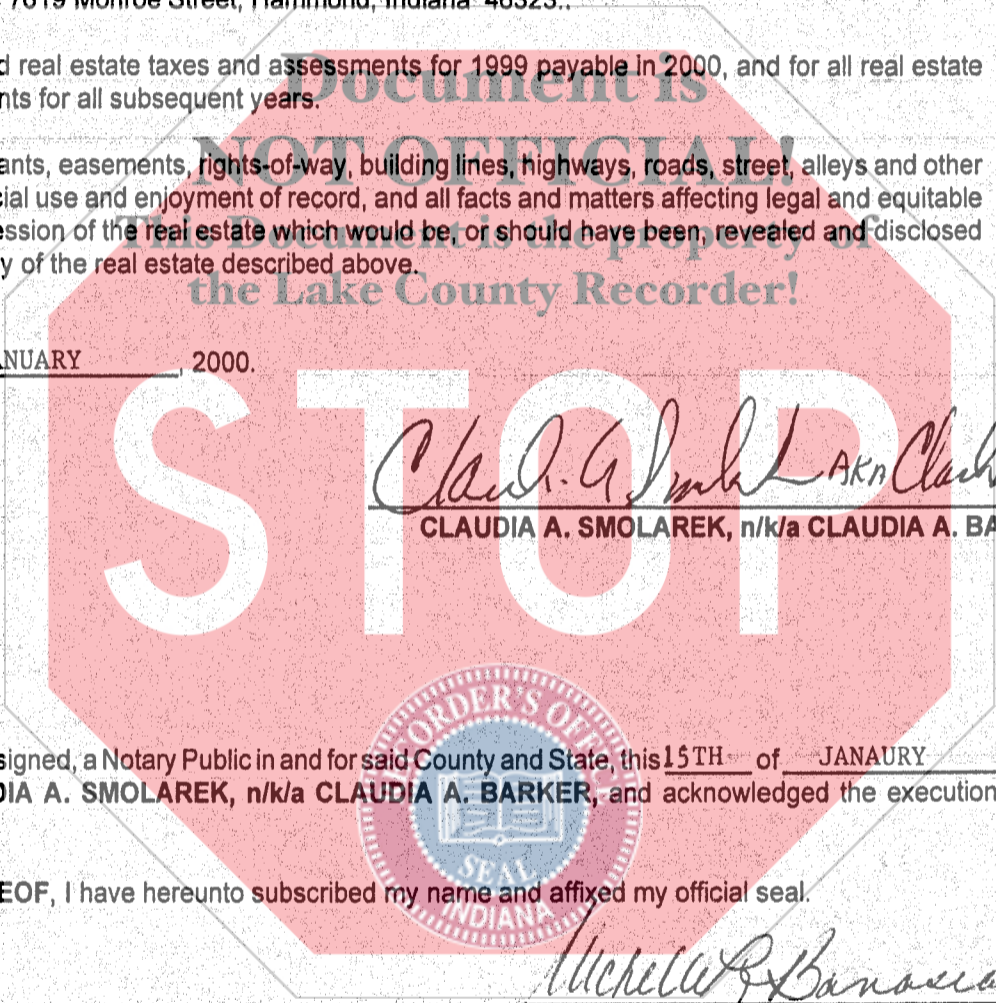 7619 Monroe Street, Hammond, Indiana 46323.,
d real estate taxes and assessments for 1999 payable in 2000, and for all real estate
nts for all subsequent years.
Document is
NOT OFFICIAL!
ants, easements, rights-of-way, building lines, highways, roads, street, alleys and other
cial use and enjoyment of record, and all facts and matters affecting legal and equitable
ession of the real estate which would be, or should have been, revealed and disclosed
y of the real estate described above.
This Document is the property of
the Lake County Recorder!
ANUARY, 2000.
STOP
AKA
CLAUDIA A. SMOLAREK, n/k/a CLAUDIA A. BA
signed, a Notary Public in and for said County and State, this 15TH of JANAURY
DIA A. SMOLAREK, n/k/a CLAUDIA A. BARKER, and acknowledged the execution
RECORDER'S OFFICE
SEAL
INDIANA
EOF, I have hereunto subscribed my name and affixed my official seal.